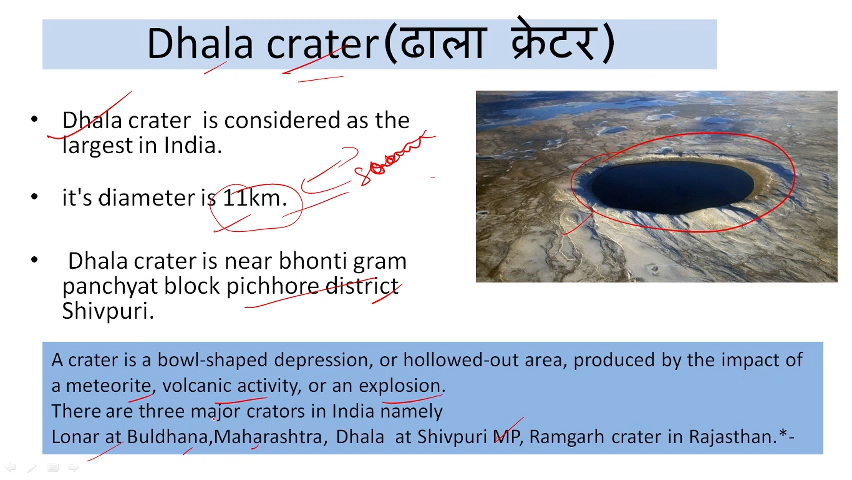 Dhala crater(ढाला क्रेटर)
• Dhala crater is considered as the
largest in India.
• it's diameter is 11km.
• Dhala crater is near bhonti gram
panchyat block pichhore district
Shivpuri.
A crater is a bowl-shaped depression, or hollowed-out area, produced by the impact of
a meteorite, volcanic activity, or an explosion.
There are three major crators in India namely
Lonar at Buldhana,Maharashtra, Dhala at Shivpuri MP, Ramgarh crater in Rajasthan.*-